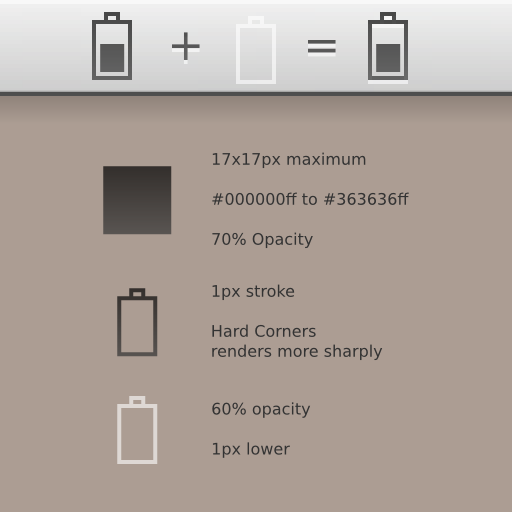 + =
17x17px maximum
#000000ff to #363636ff
70% Opacity
1px stroke
Hard Corners
renders more sharply
60% opacity
1px lower